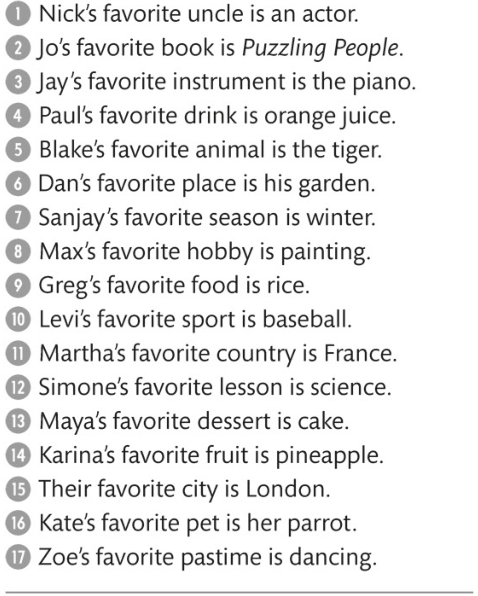 1 Nick's favorite uncle is an actor.
2 Jo's favorite book is Puzzling People.
3 Jay's favorite instrument is the piano.
4 Paul's favorite drink is orange juice.
5 Blake's favorite animal is the tiger.
6 Dan's favorite place is his garden.
7 Sanjay's favorite season is winter.
8 Max's favorite hobby is painting.
9 Greg's favorite food is rice.
10 Levi's favorite sport is baseball.
11 Martha's favorite country is France.
12 Simone's favorite lesson is science.
13 Maya's favorite dessert is cake.
14 Karina's favorite fruit is pineapple.
15 Their favorite city is London.
16 Kate's favorite pet is her parrot.
17 Zoe's favorite pastime is dancing.